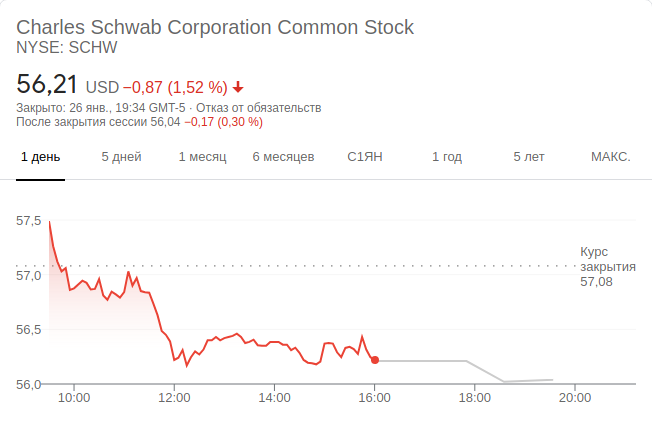 Charles Schwab Corporation Common Stock
NYSE: SCHW
56,21 USD −0,87 (1,52 %)
Закрыто: 26 янв., 19:34 GMT-5 · Отказ от обязательств
После закрытия сессии 56,04 −0,17 (0,30 %)
1 день 5 дней 1 месяц 6 месяцев С1ЯН 1 год 5 лет МАКС.
57,5
Курс
закрытия
57,08
57,0
56,5
56,0
10:00 12:00 14:00 16:00 18:00 20:00